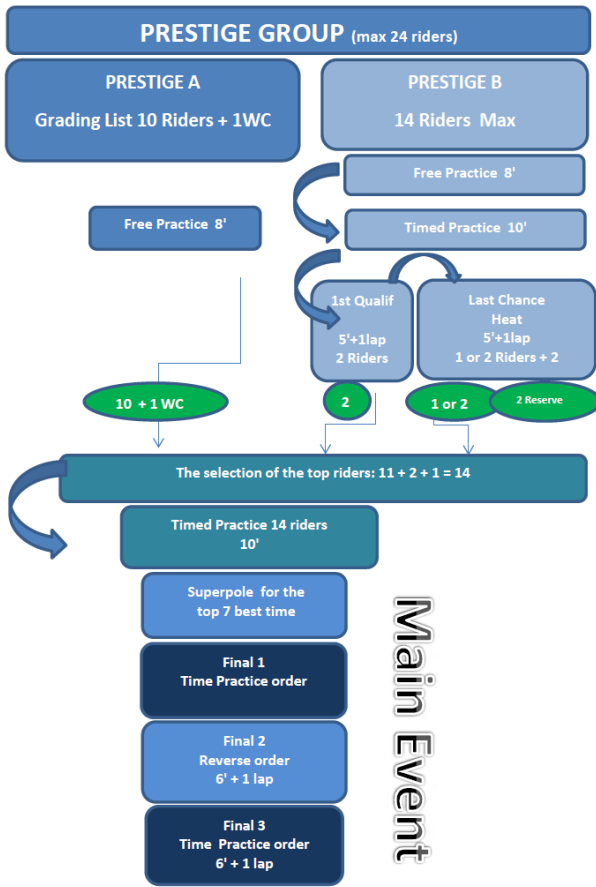 PRESTIGE GROUP (max 24 riders)
PRESTIGE A
Grading List 10 Riders + 1WC
PRESTIGE B
14 Riders Max
Free Practice 8'
Free Practice 8'
Timed Practice 10'
1st Qualif
5'+1lap
2 Riders
Last Chance
Heat
5'+1lap
1 or 2 Riders + 2
10 + 1 WC
2
1 or 2
2 Reserve
The selection of the top riders: 11 + 2 + 1 = 14
Timed Practice 14 riders
10'
Superpole for the
top 7 best time
Final 1
Time Practice order
Final 2
Reverse order
6' + 1 lap
Final 3
Time Practice order
6' + 1 lap
Main Event